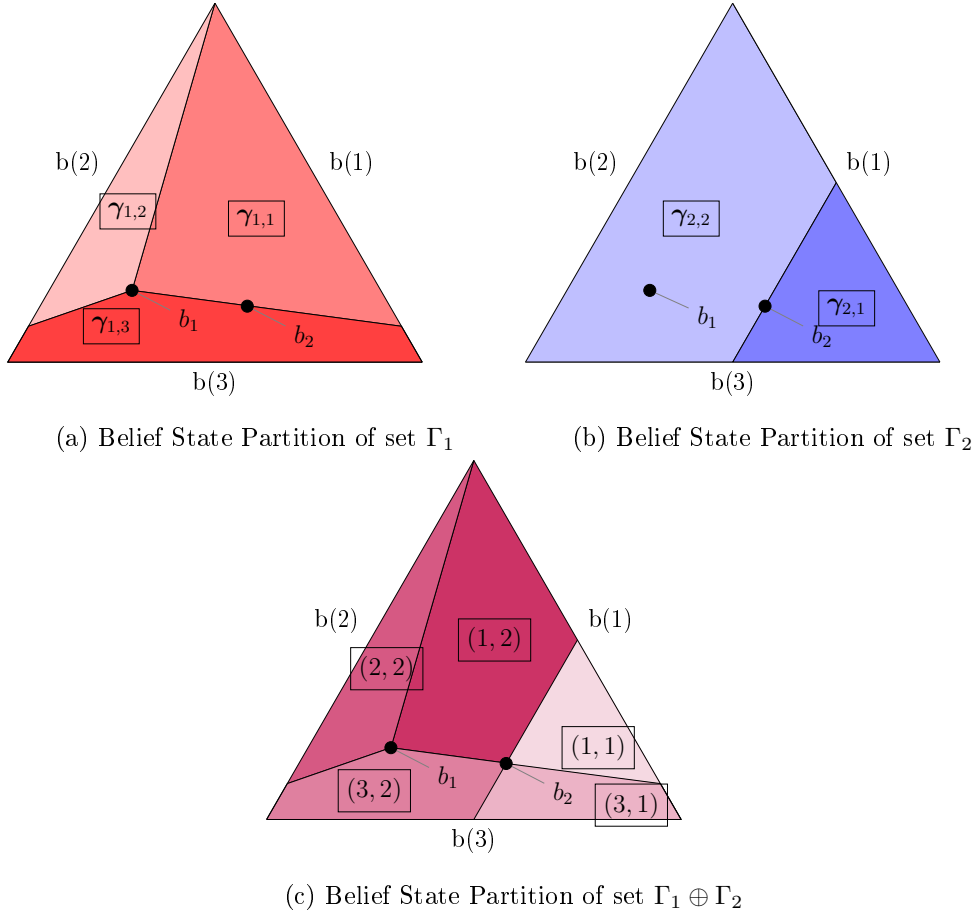 b(2)
b(1)
γ1,2
γ1,1
γ1,3
b1
b2
b(3)
(a) Belief State Partition of set Γ1
b(2)
b(1)
γ2,2
γ2,1
b1
b2
b(3)
(b) Belief State Partition of set Γ2
b(2)
b(1)
(1, 2)
(2, 2)
(1, 1)
(3, 2)
b1
b2
(3, 1)
b(3)
(c) Belief State Partition of set Γ1 ⊕ Γ2